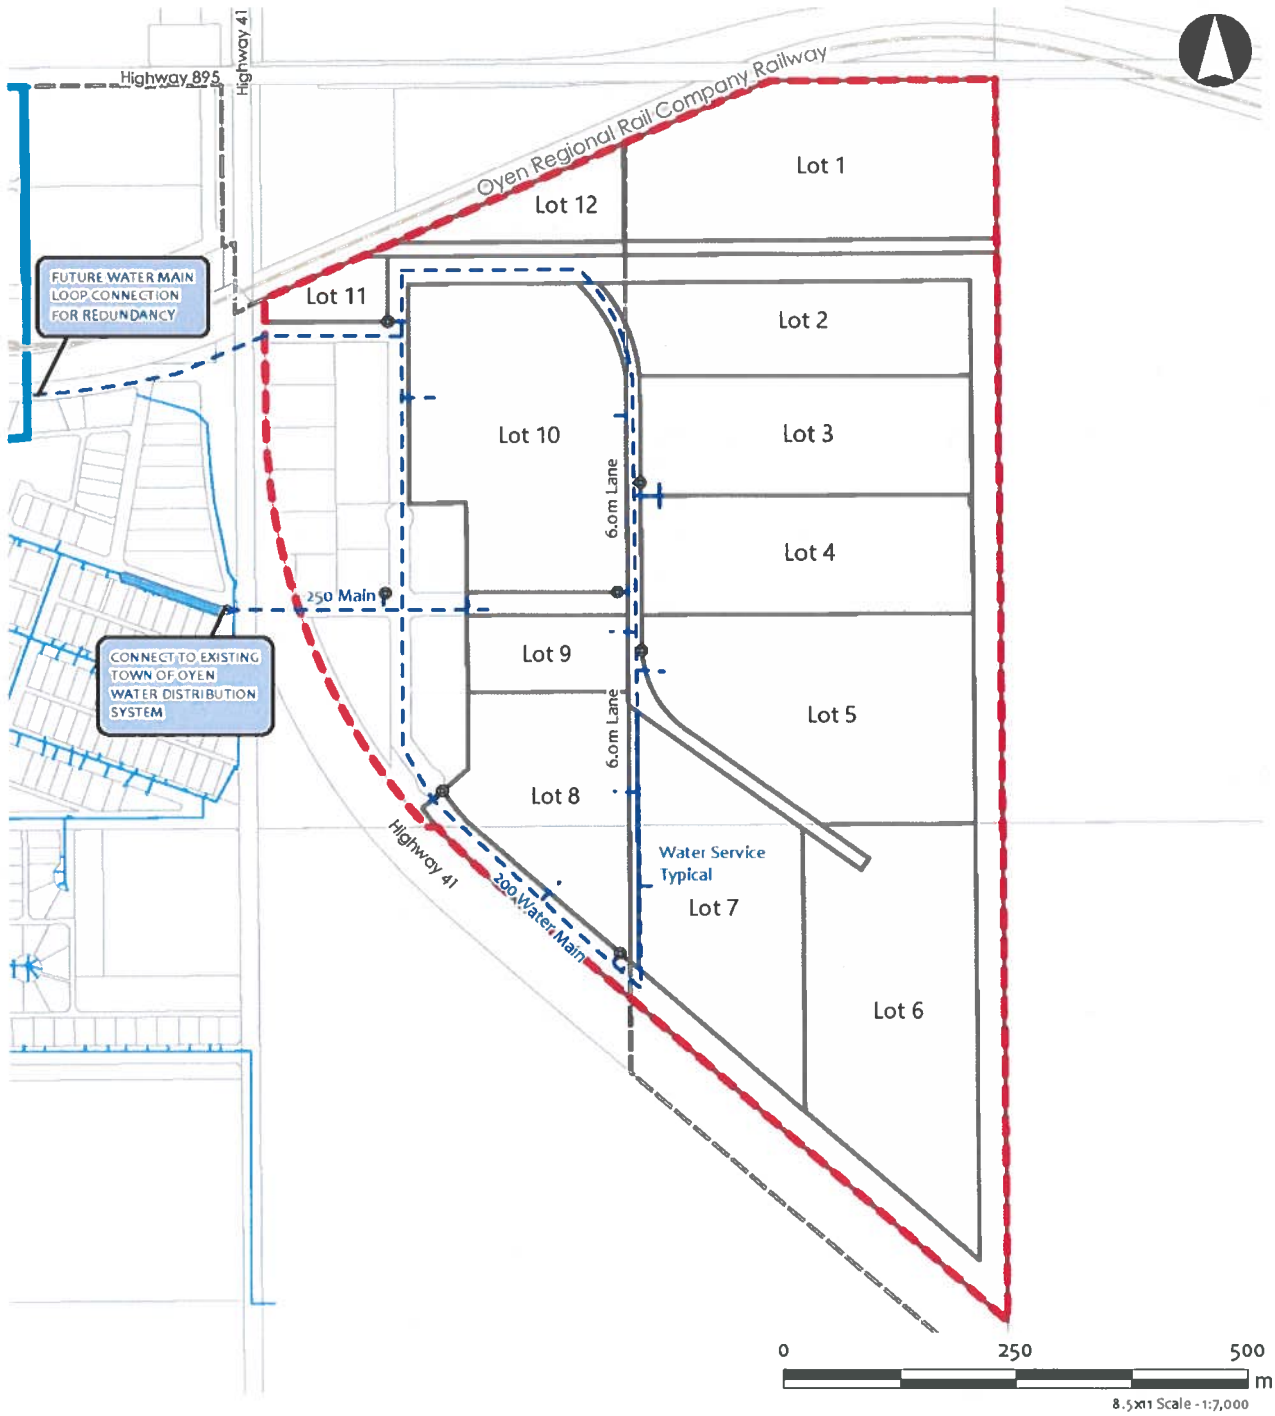 Highway 895
Highway 41
Oyen Regional Rail Company Railway
Lot 1
Lot 12
FUTURE WATER MAIN
LOOP CONNECTION
FOR REDUNDANCY
Lot 11
Lot 2
Lot 10
Lot 3
6.0m Lane
Lot 4
250 Main
CONNECT TO EXISTING
TOWN OF OYEN
WATER DISTRIBUTION
SYSTEM
Lot 9
6.0m Lane
Lot 5
Lot 8
Highway 41
200 Water Main
Water Service
Typical
Lot 7
Lot 6
0 250 500
m
8.5x11 Scale - 1:7,000